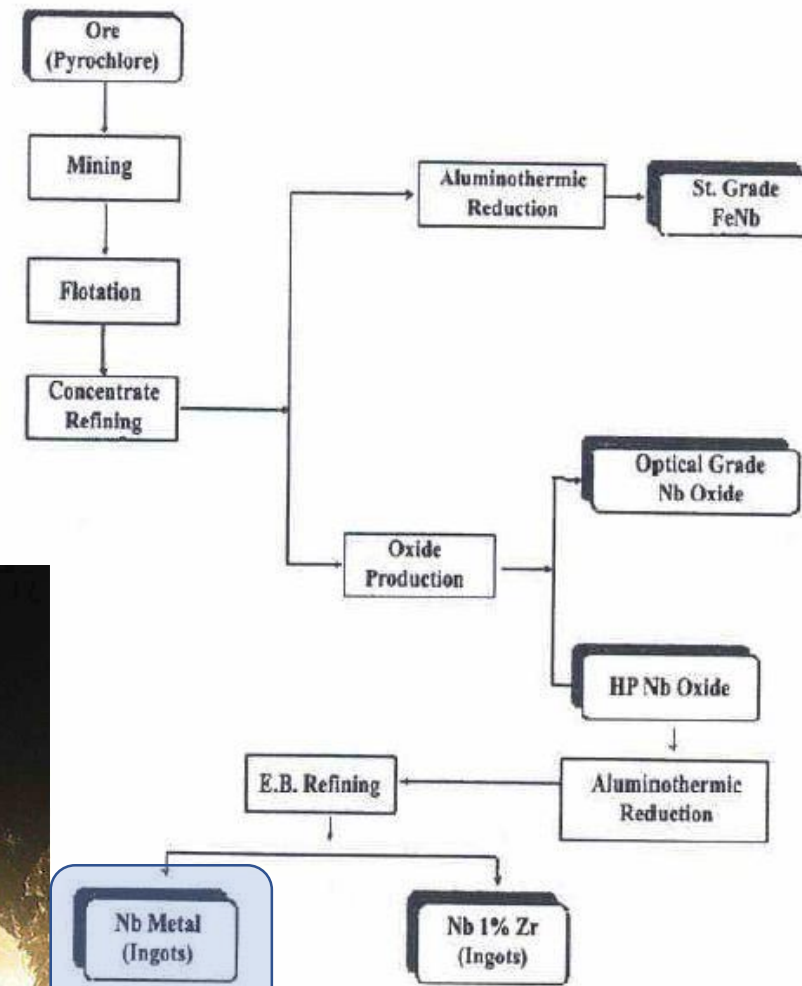 Ore
(Pyrochlore)
Mining
Flotation
Concentrate
Refining
Aluminothermic
Reduction
St. Grade
FeNb
Oxide
Production
Optical Grade
Nb Oxide
HP Nb Oxide
Aluminothermic
Reduction
E.B. Refining
Nb Metal
(Ingots)
Nb 1% Zr
(Ingots)